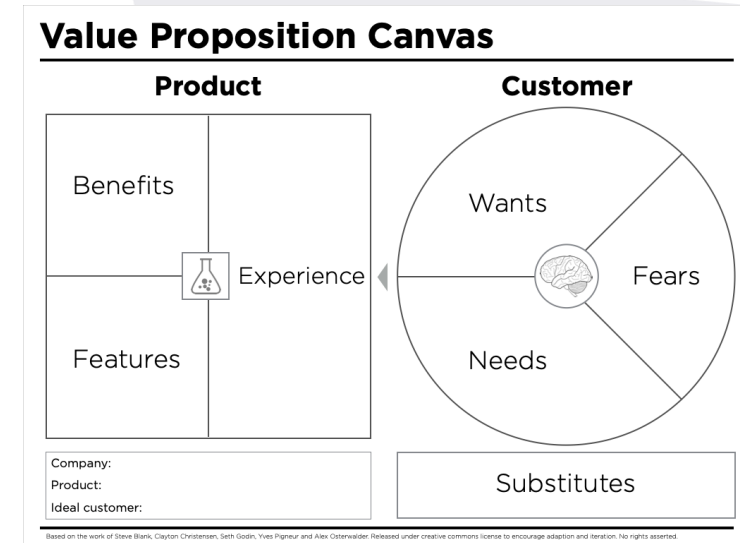 Value Proposition Canvas
Product
Customer
Benefits
Experience
Features
Wants
Fears
Needs
Company:
Product:
Ideal customer:
Substitutes
Based on the work of Steve Blank, Clayton Christensen, Seth Godin, Yves Pigneur and Alex Osterwalder. Released under creative commons license to encourage adaption and iteration. No rights asserted.